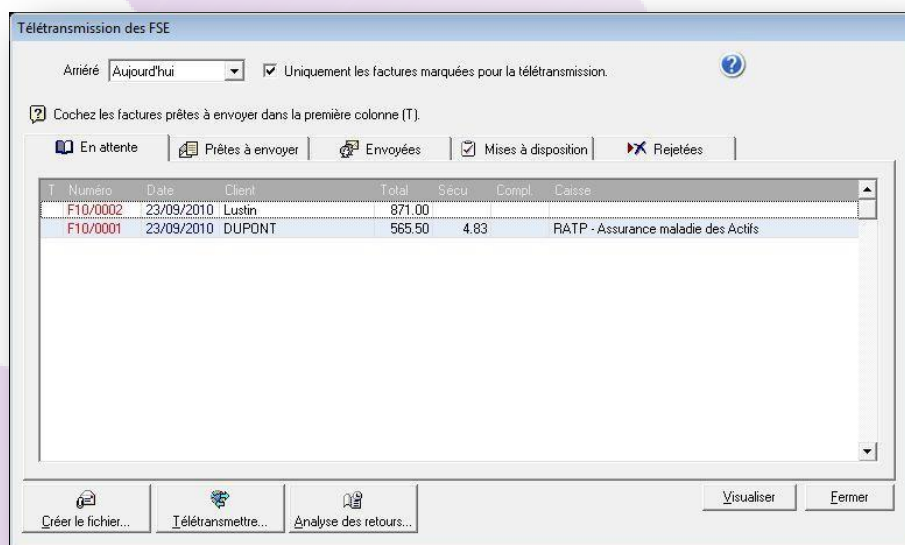 Télétransmission des FSE
Arriéré Aujourd'hui Uniquement les factures marquées pour la télétransmission.
Cochez les factures prêtes à envoyer dans la première colonne (T).
En attente Prêtes à envoyer Envoyées Mises à disposition Rejetées
T Numéro Date Client Total Sécu Compl. Caisse
F10/0002 23/09/2010 Lustin 871.00
F10/0001 23/09/2010 DUPONT 565.50 4.83 RATP - Assurance maladie des Actifs
Créer le fichier... Télétransmettre... Analyse des retours... Visualiser Fermer